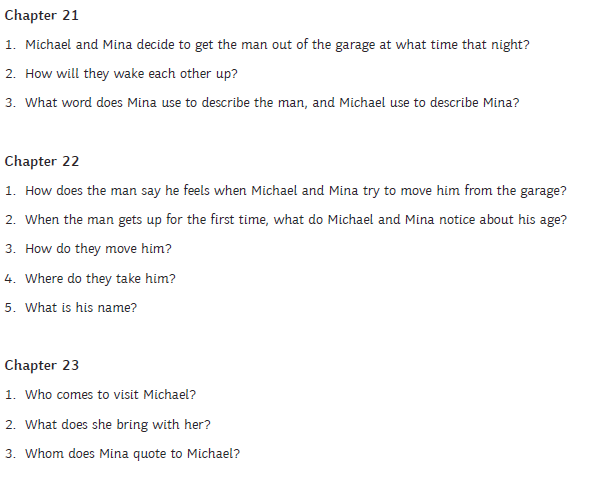 Chapter 21
1. Michael and Mina decide to get the man out of the garage at what time that night?
2. How will they wake each other up?
3. What word does Mina use to describe the man, and Michael use to describe Mina?
Chapter 22
1. How does the man say he feels when Michael and Mina try to move him from the garage?
2. When the man gets up for the first time, what do Michael and Mina notice about his age?
3. How do they move him?
4. Where do they take him?
5. What is his name?
Chapter 23
1. Who comes to visit Michael?
2. What does she bring with her?
3. Whom does Mina quote to Michael?